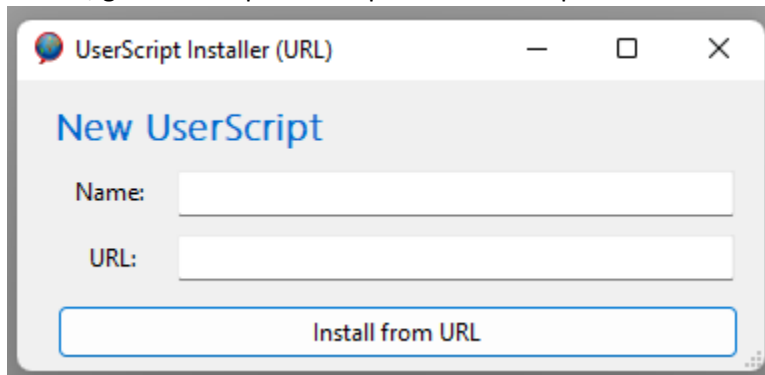 UserScript Installer (URL)
New UserScript
Name:
URL:
Install from URL